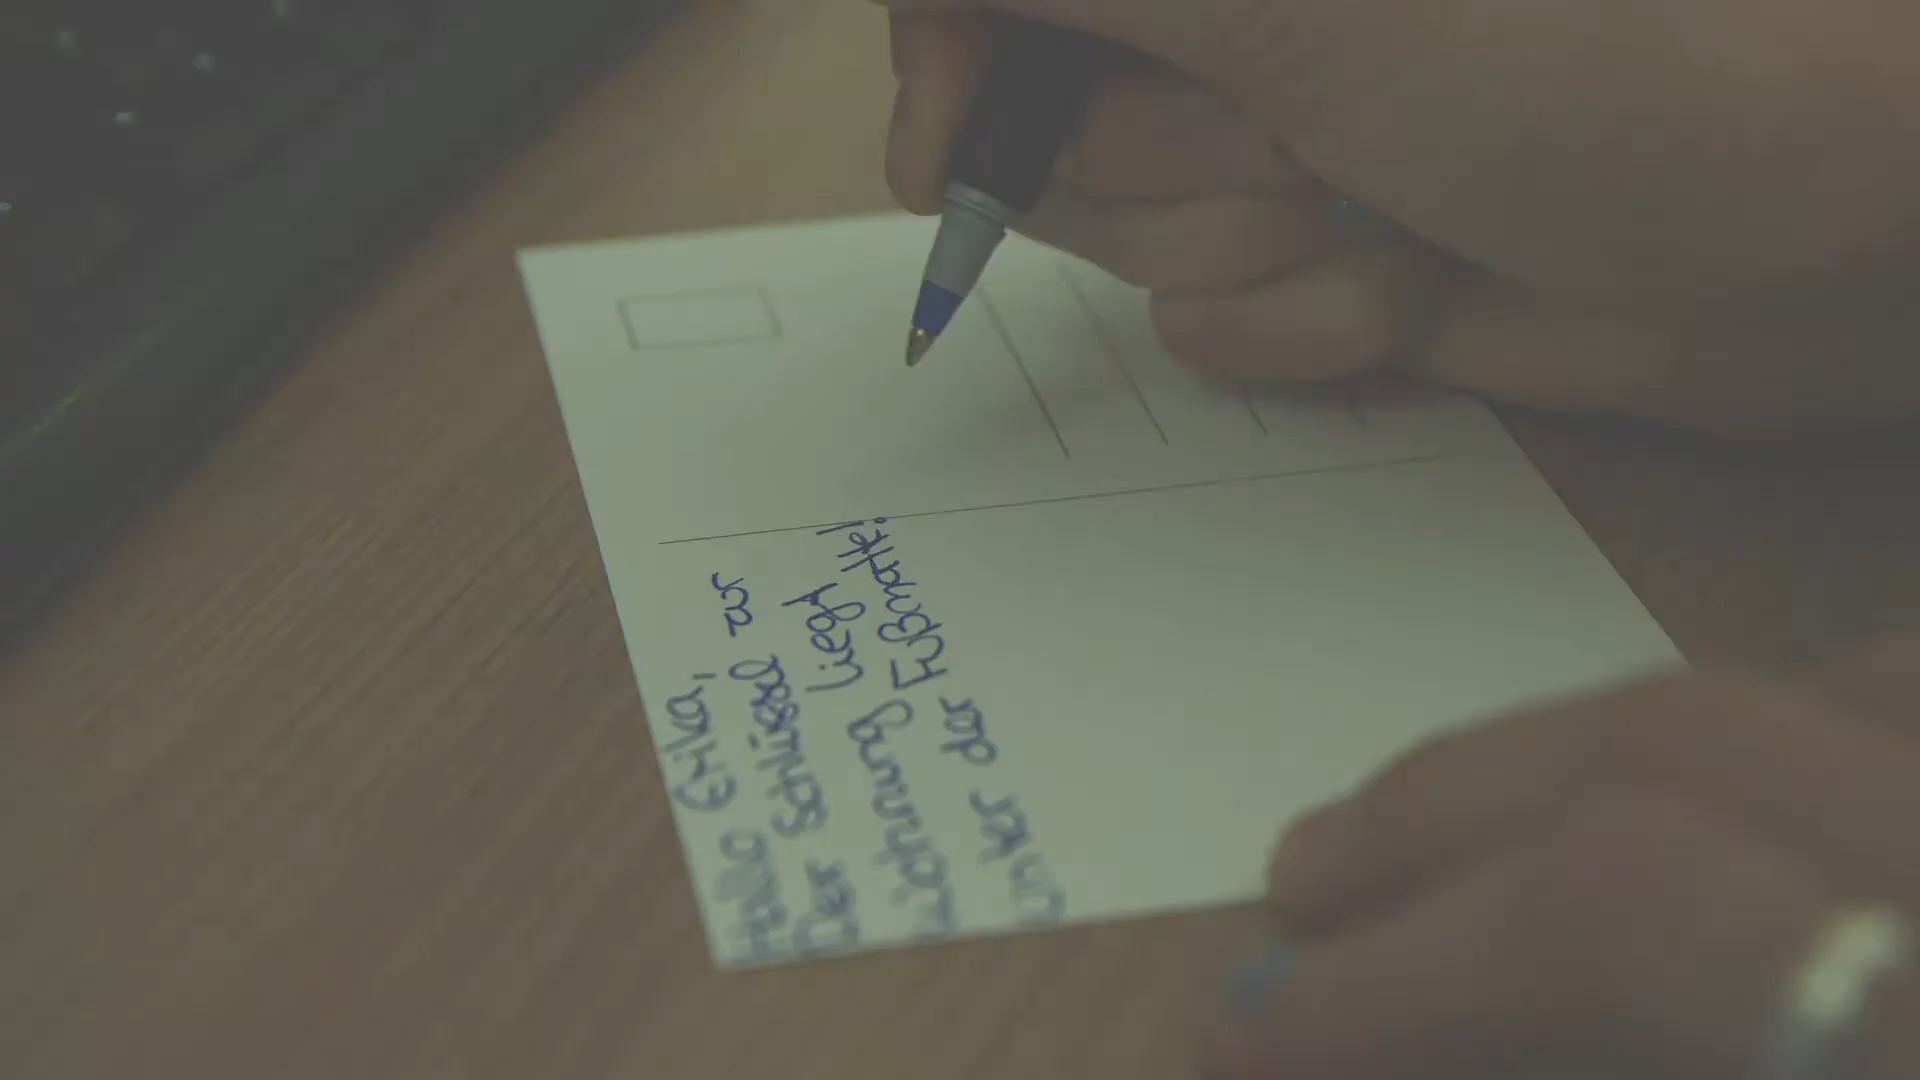 Hallo Erika,
Der Schlüssel zur
Wohnung liegt
unter der Fußmatte!